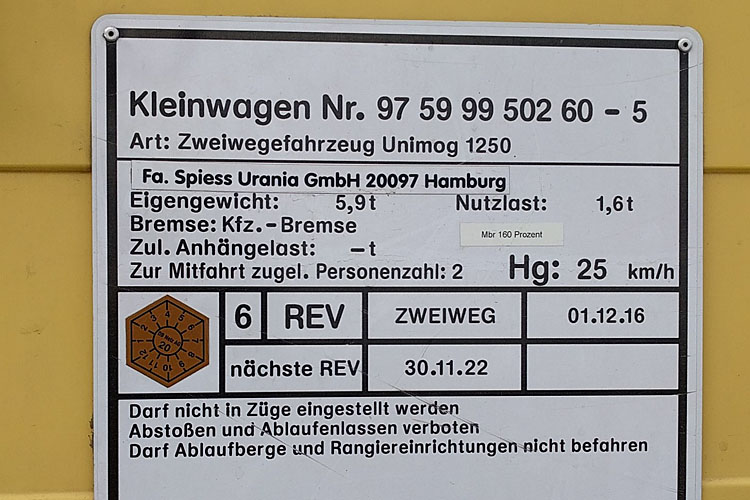 Kleinwagen Nr. 97 59 99 502 60 - 5
Art: Zweiwegefahrzeug Unimog 1250
Fa. Spiess Urania GmbH 20097 Hamburg
Eigengewicht: 5,9 t Nutzlast: 1,6 t
Bremse: Kfz.-Bremse
Mbr 160 Prozent
Zul. Anhängelast: – t
Zur Mitfahrt zugel. Personenzahl: 2 Hg: 25 km/h
6 REV ZWEIWEG 01.12.16
nächste REV 30.11.22
20
Darf nicht in Züge eingestellt werden
Abstoßen und Ablaufenlassen verboten
Darf Ablaufberge und Rangiereinrichtungen nicht befahren